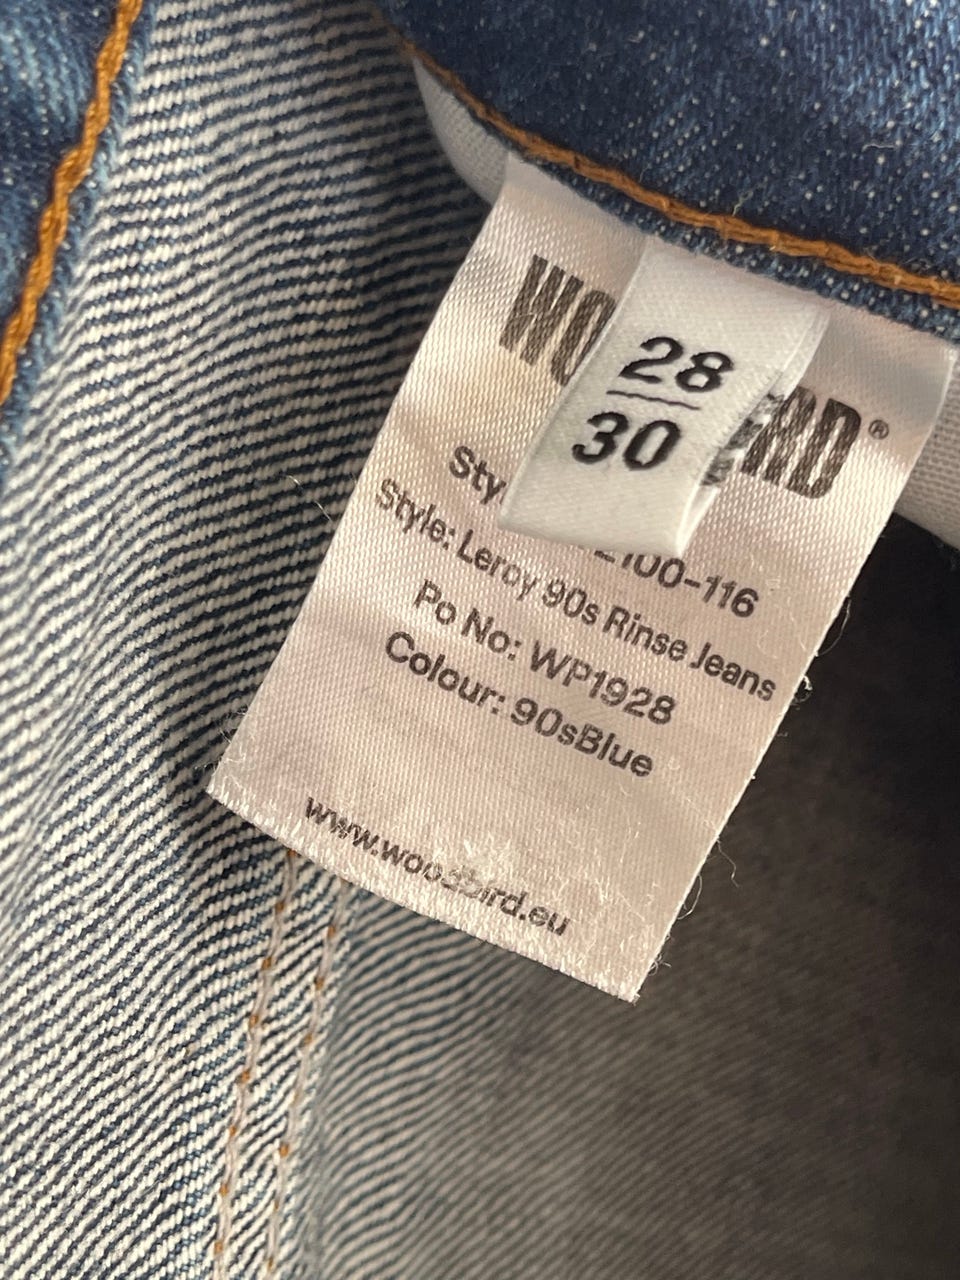 28
30
Style: Leroy 90s Rinse Jeans
Po No: WP1928
Colour: 90sBlue
www.woodbird.eu